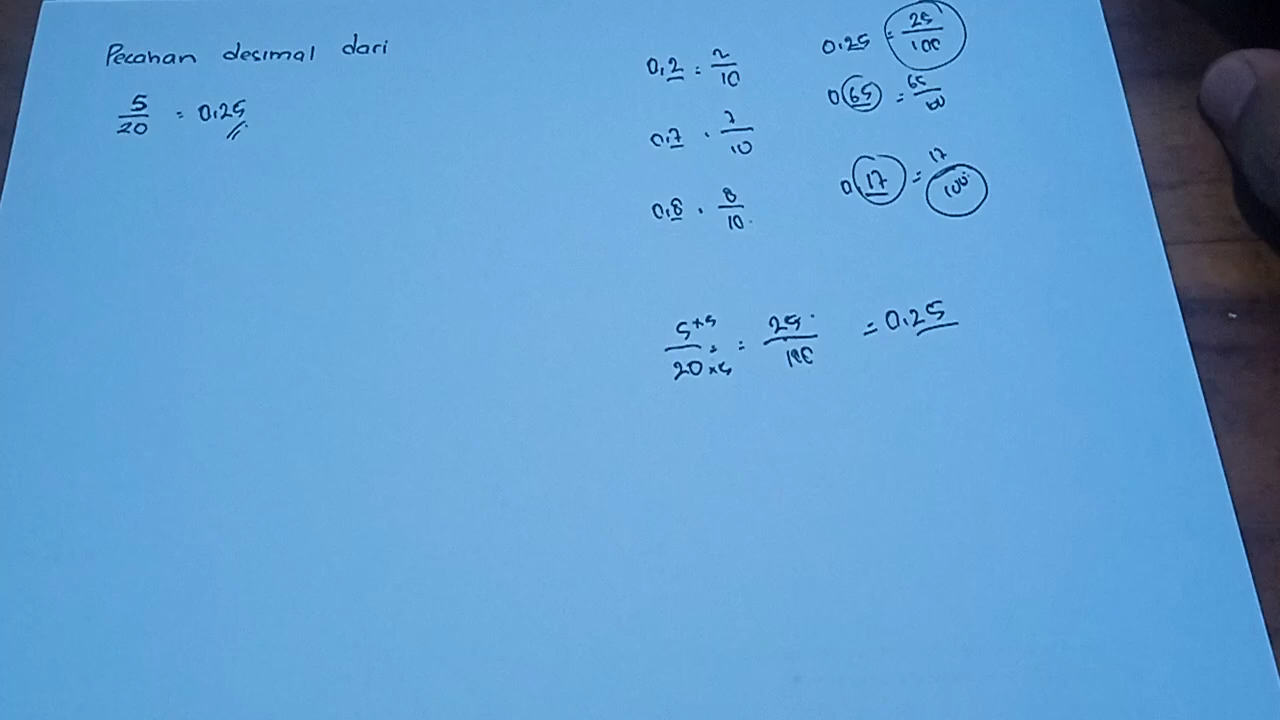 Pecahan desimal dari
5/20 = 0.25
0,2 = 2/10
0,7 = 7/10
0,8 = 8/10
0.25 = 25/100
0 65 = 65/100
0 17 = 17/100
5×5/20×5 = 25/100 = 0.25